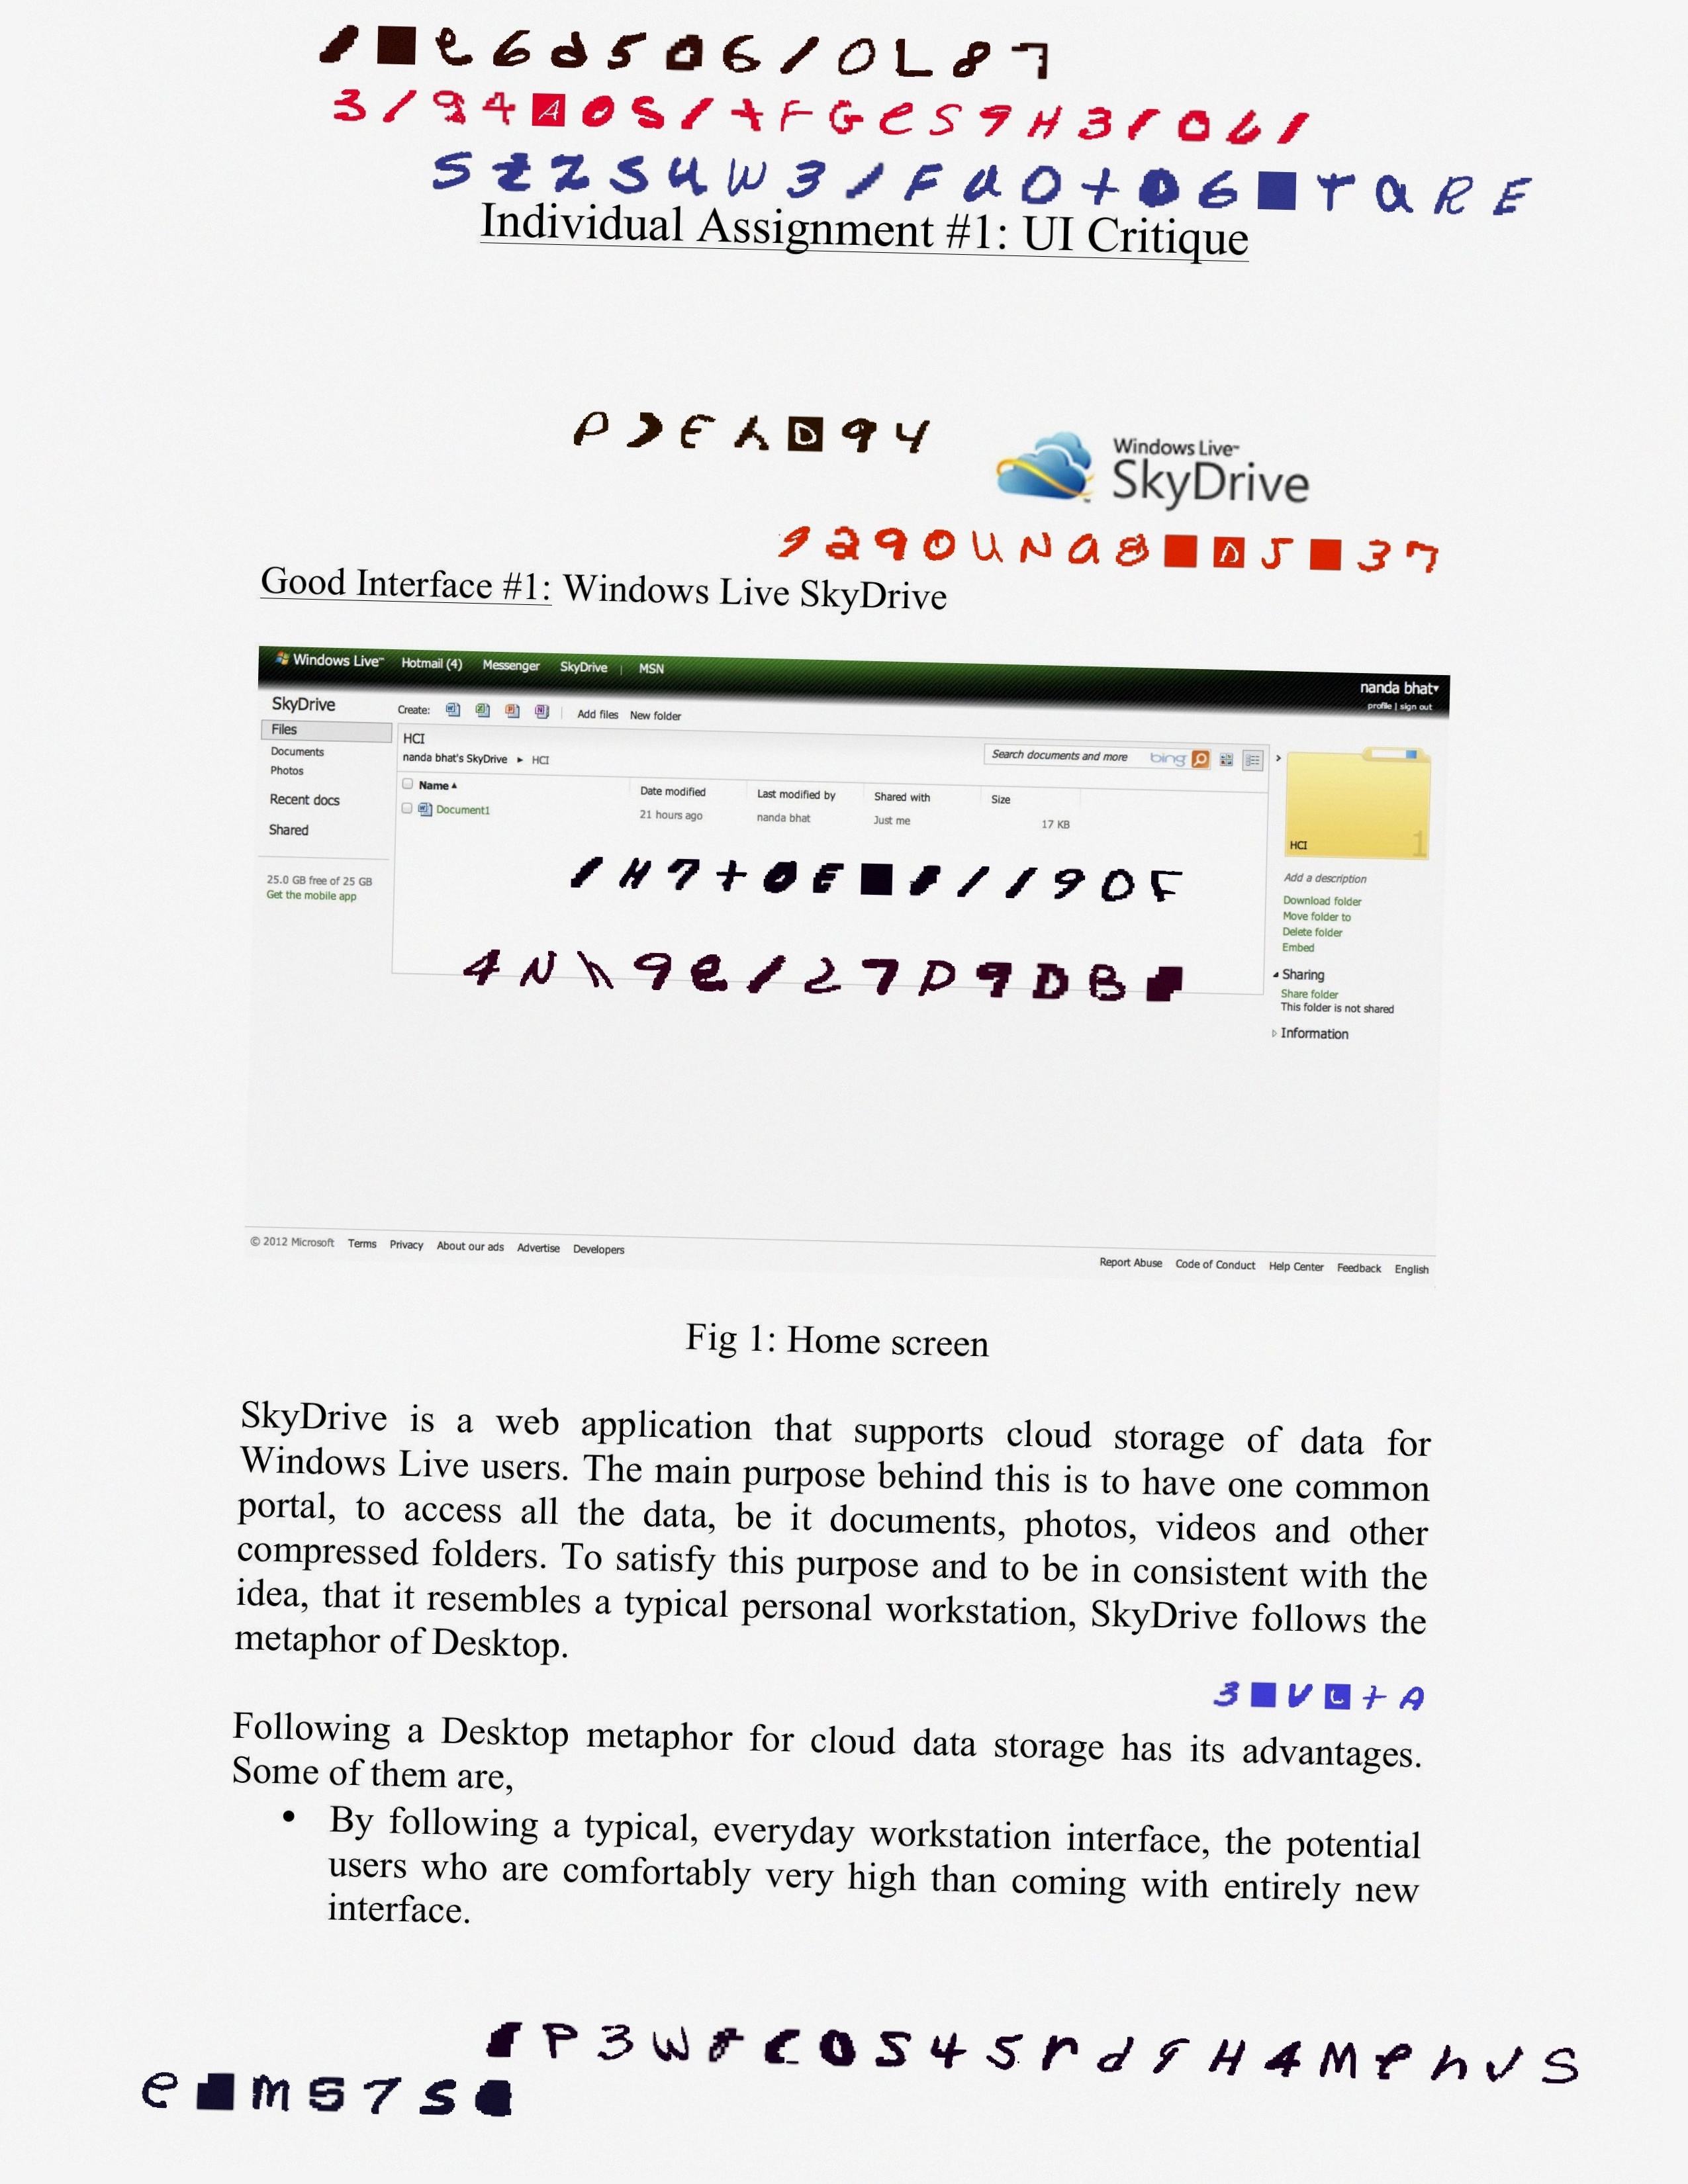 Individual Assignment #1: UI Critique
Windows Live™
SkyDrive
Good Interface #1: Windows Live SkyDrive
Windows Live™ Hotmail (4) Messenger SkyDrive | MSN
nanda bhat▾
profile | sign out
SkyDrive
Create: Add files New folder
Files
HCI
Documents
nanda bhat's SkyDrive ▸ HCI
Search documents and more bing
Photos
Name Date modified Last modified by Shared with Size
Recent docs
Document1 21 hours ago nanda bhat Just me 17 KB
Shared
HCI 1
25.0 GB free of 25 GB
Get the mobile app
Add a description
Download folder
Move folder to
Delete folder
Embed
Sharing
Share folder
This folder is not shared
Information
© 2012 Microsoft Terms Privacy About our ads Advertise Developers
Report Abuse Code of Conduct Help Center Feedback English
Fig 1: Home screen
SkyDrive is a web application that supports cloud storage of data for
Windows Live users. The main purpose behind this is to have one common
portal, to access all the data, be it documents, photos, videos and other
compressed folders. To satisfy this purpose and to be in consistent with the
idea, that it resembles a typical personal workstation, SkyDrive follows the
metaphor of Desktop.
Following a Desktop metaphor for cloud data storage has its advantages.
Some of them are,
• By following a typical, everyday workstation interface, the potential
users who are comfortably very high than coming with entirely new
interface.